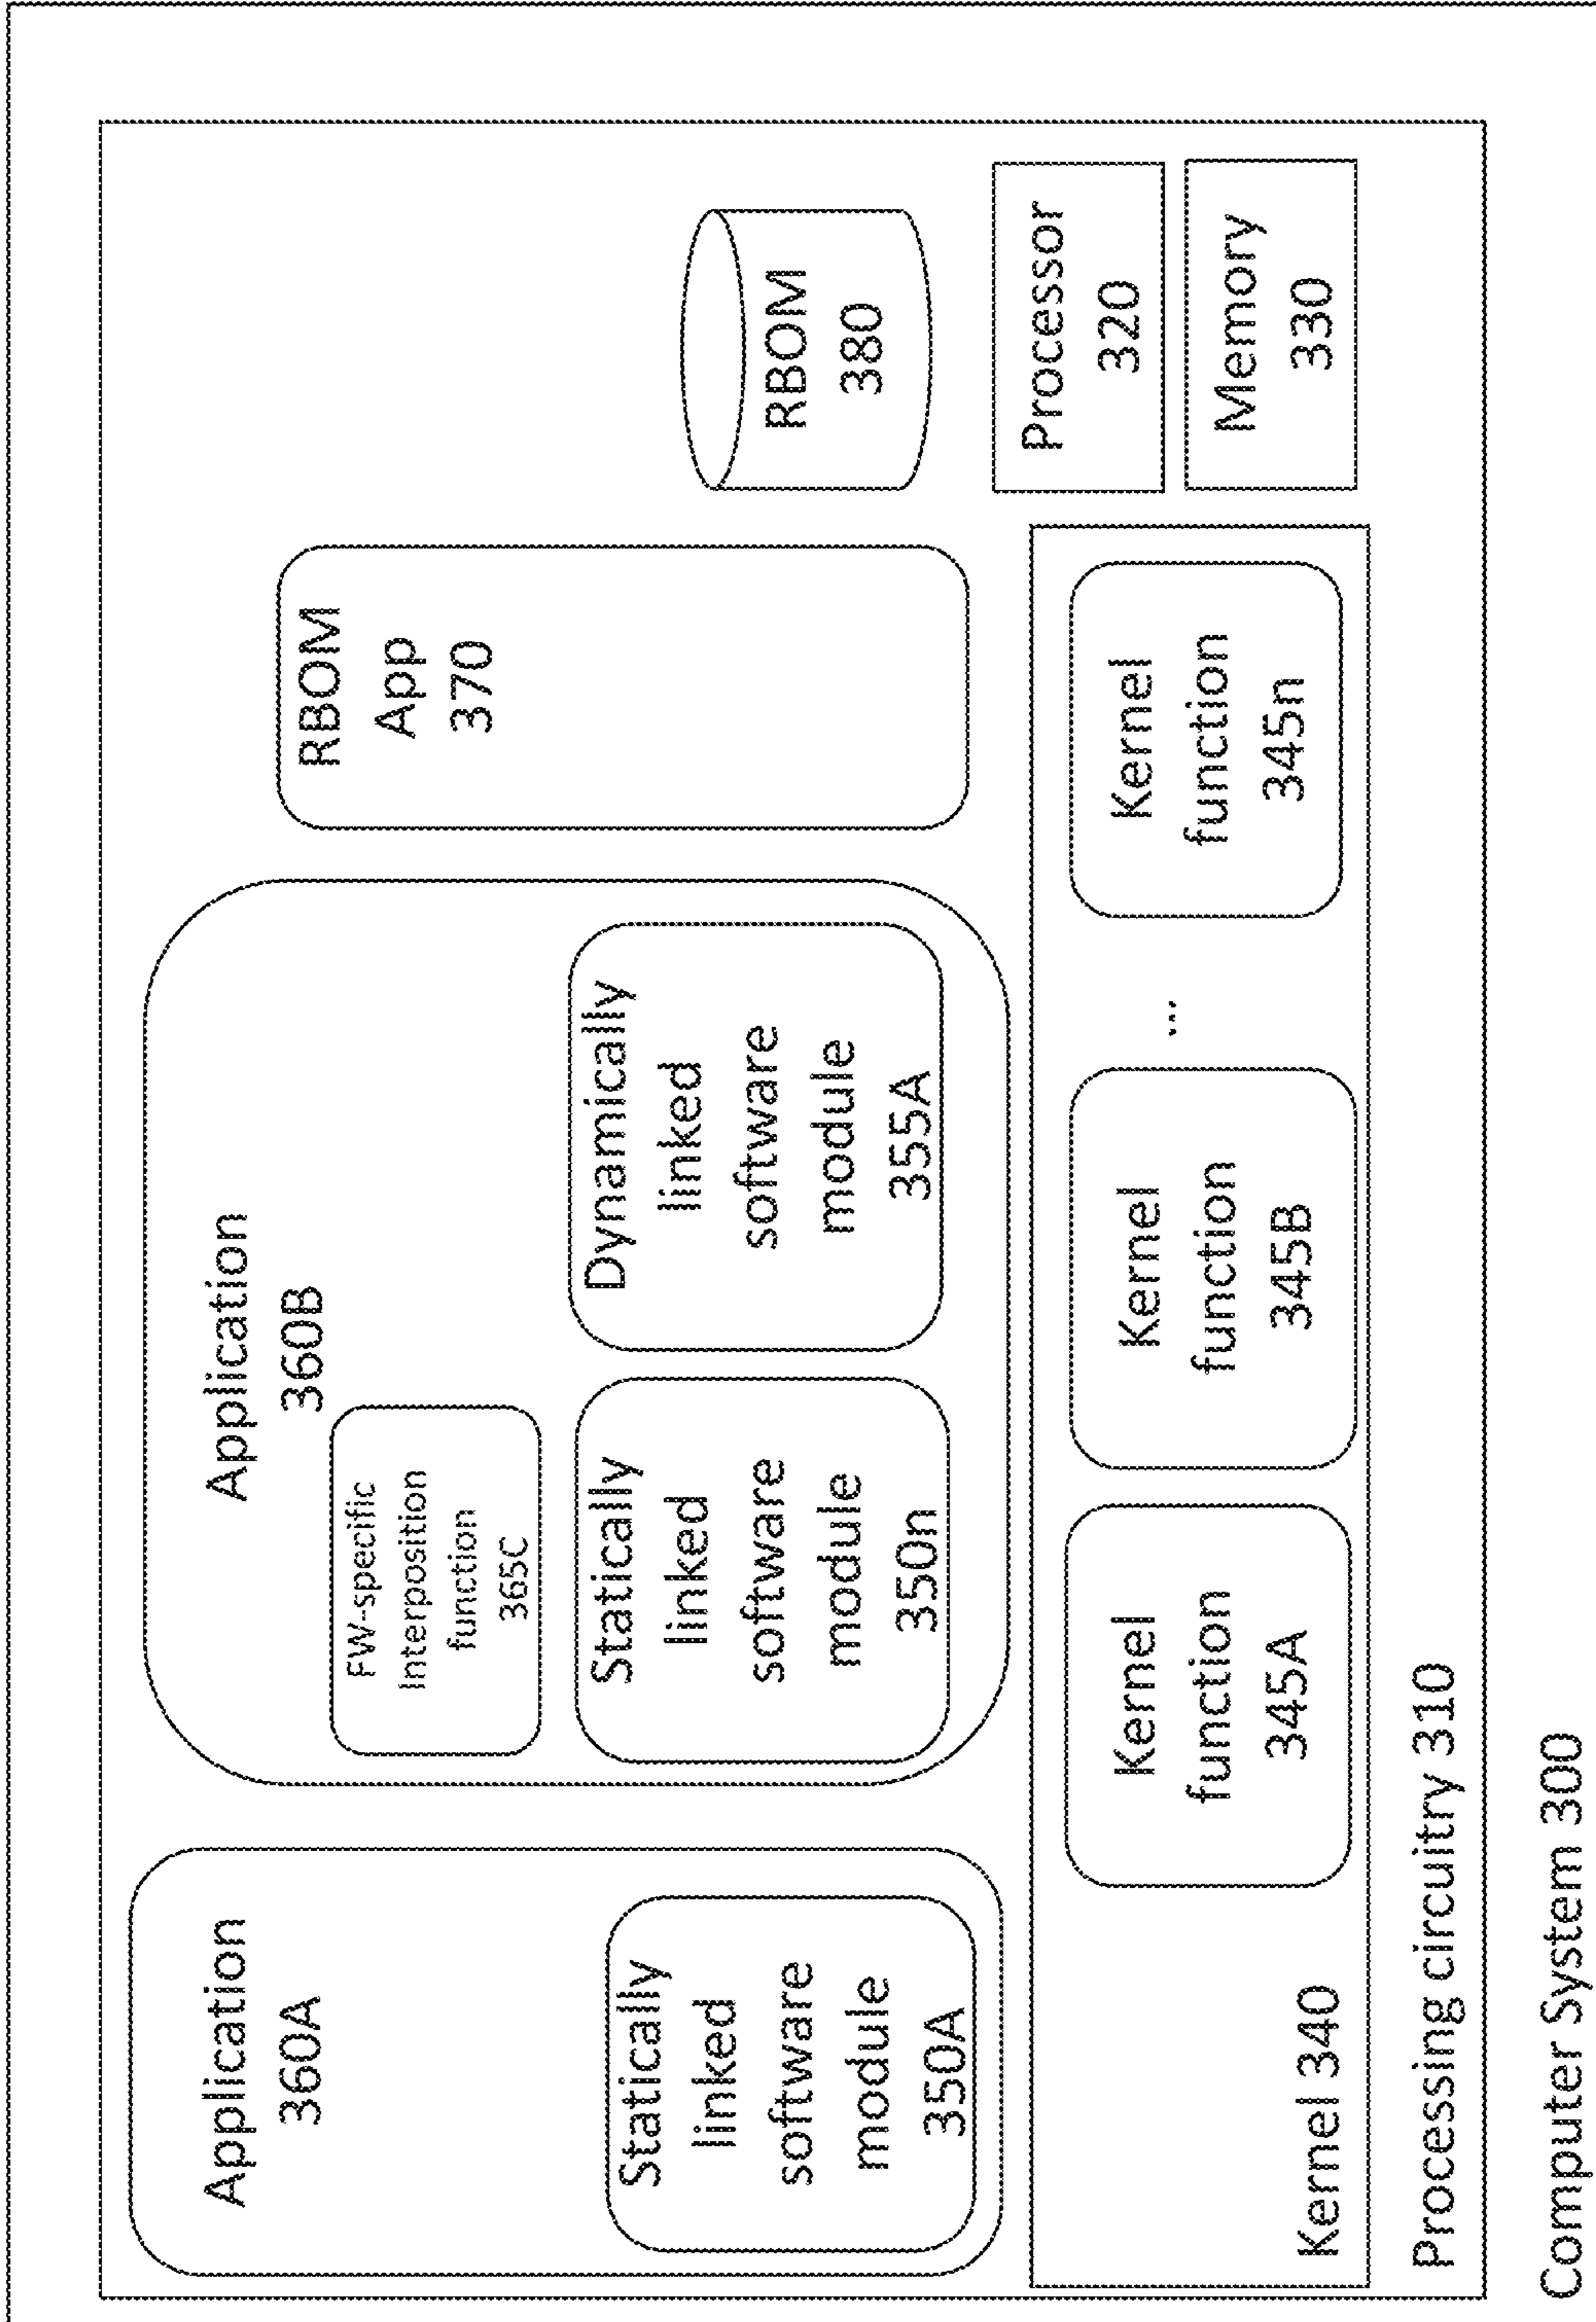 Application
360A
Statically
linked
software
module
350A
Application
360B
FW-specific
Interposition
function
365C
Statically
linked
software
module
350n
Dynamically
linked
software
module
355A
RBOM
App
370
RBOM
380
Processor
320
Memory
330
Kernel 340
Kernel
function
345A
Kernel
function
345B
...
Kernel
function
345n
Processing circuitry 310
Computer System 300